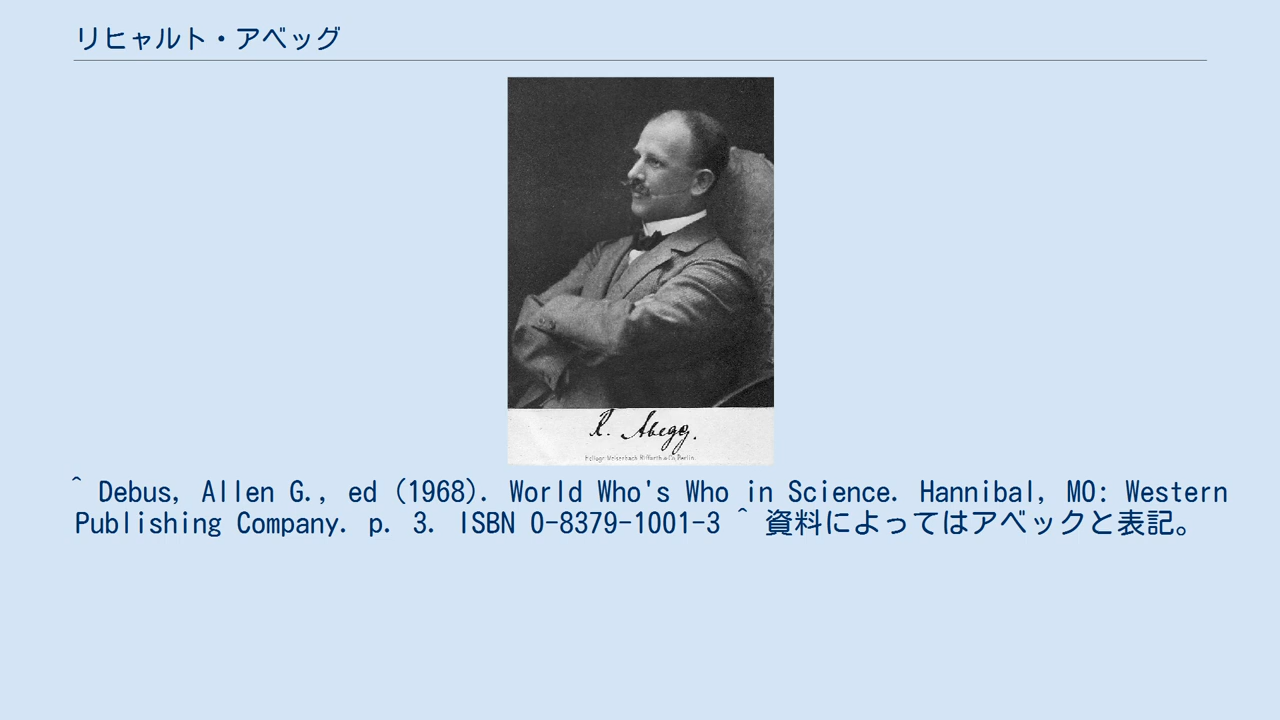 リヒャルト・アベッグ
R. Abegg.
^ Debus, Allen G., ed (1968). World Who's Who in Science. Hannibal, MO: Western
Publishing Company. p. 3. ISBN 0-8379-1001-3 ^ 資料によってはアベックと表記。